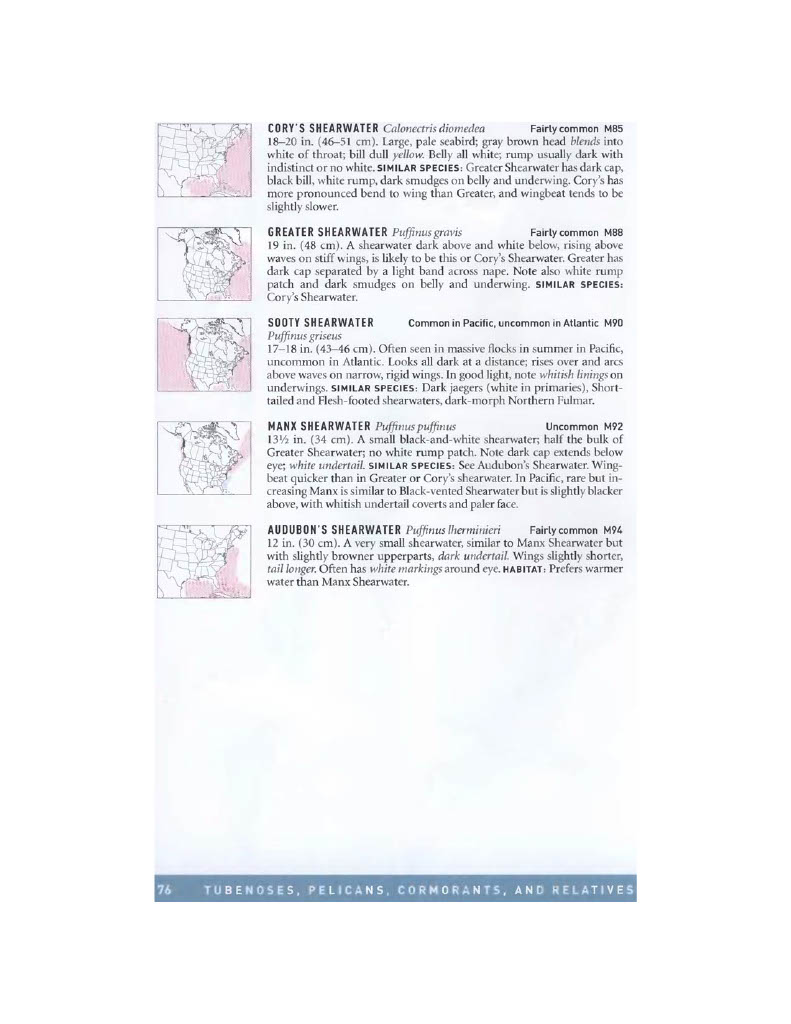 CORY'S SHEARWATER Calonectris diomedea Fairly common M85
18–20 in. (46–51 cm). Large, pale seabird; gray brown head blends into
white of throat; bill dull yellow. Belly all white; rump usually dark with
indistinct or no white. SIMILAR SPECIES: Greater Shearwater has dark cap,
black bill, white rump, dark smudges on belly and underwing. Cory's has
more pronounced bend to wing than Greater, and wingbeat tends to be
slightly slower.
GREATER SHEARWATER Puffinus gravis Fairly common M88
19 in. (48 cm). A shearwater dark above and white below, rising above
waves on stiff wings, is likely to be this or Cory's Shearwater. Greater has
dark cap separated by a light band across nape. Note also white rump
patch and dark smudges on belly and underwing. SIMILAR SPECIES:
Cory's Shearwater.
SOOTY SHEARWATER Common in Pacific, uncommon in Atlantic M90
Puffinus griseus
17–18 in. (43–46 cm). Often seen in massive flocks in summer in Pacific,
uncommon in Atlantic. Looks all dark at a distance; rises over and arcs
above waves on narrow, rigid wings. In good light, note whitish linings on
underwings. SIMILAR SPECIES: Dark jaegers (white in primaries), Short-
tailed and Flesh-footed shearwaters, dark-morph Northern Fulmar.
MANX SHEARWATER Puffinus puffinus Uncommon M92
13½ in. (34 cm). A small black-and-white shearwater; half the bulk of
Greater Shearwater; no white rump patch. Note dark cap extends below
eye; white undertail. SIMILAR SPECIES: See Audubon's Shearwater. Wing-
beat quicker than in Greater or Cory's shearwater. In Pacific, rare but in-
creasing Manx is similar to Black-vented Shearwater but is slightly blacker
above, with whitish undertail coverts and paler face.
AUDUBON'S SHEARWATER Puffinus lherminieri Fairly common M94
12 in. (30 cm). A very small shearwater, similar to Manx Shearwater but
with slightly browner upperparts, dark undertail. Wings slightly shorter,
tail longer. Often has white markings around eye. HABITAT: Prefers warmer
water than Manx Shearwater.
76 TUBENOSES, PELICANS, CORMORANTS, AND RELATIVES